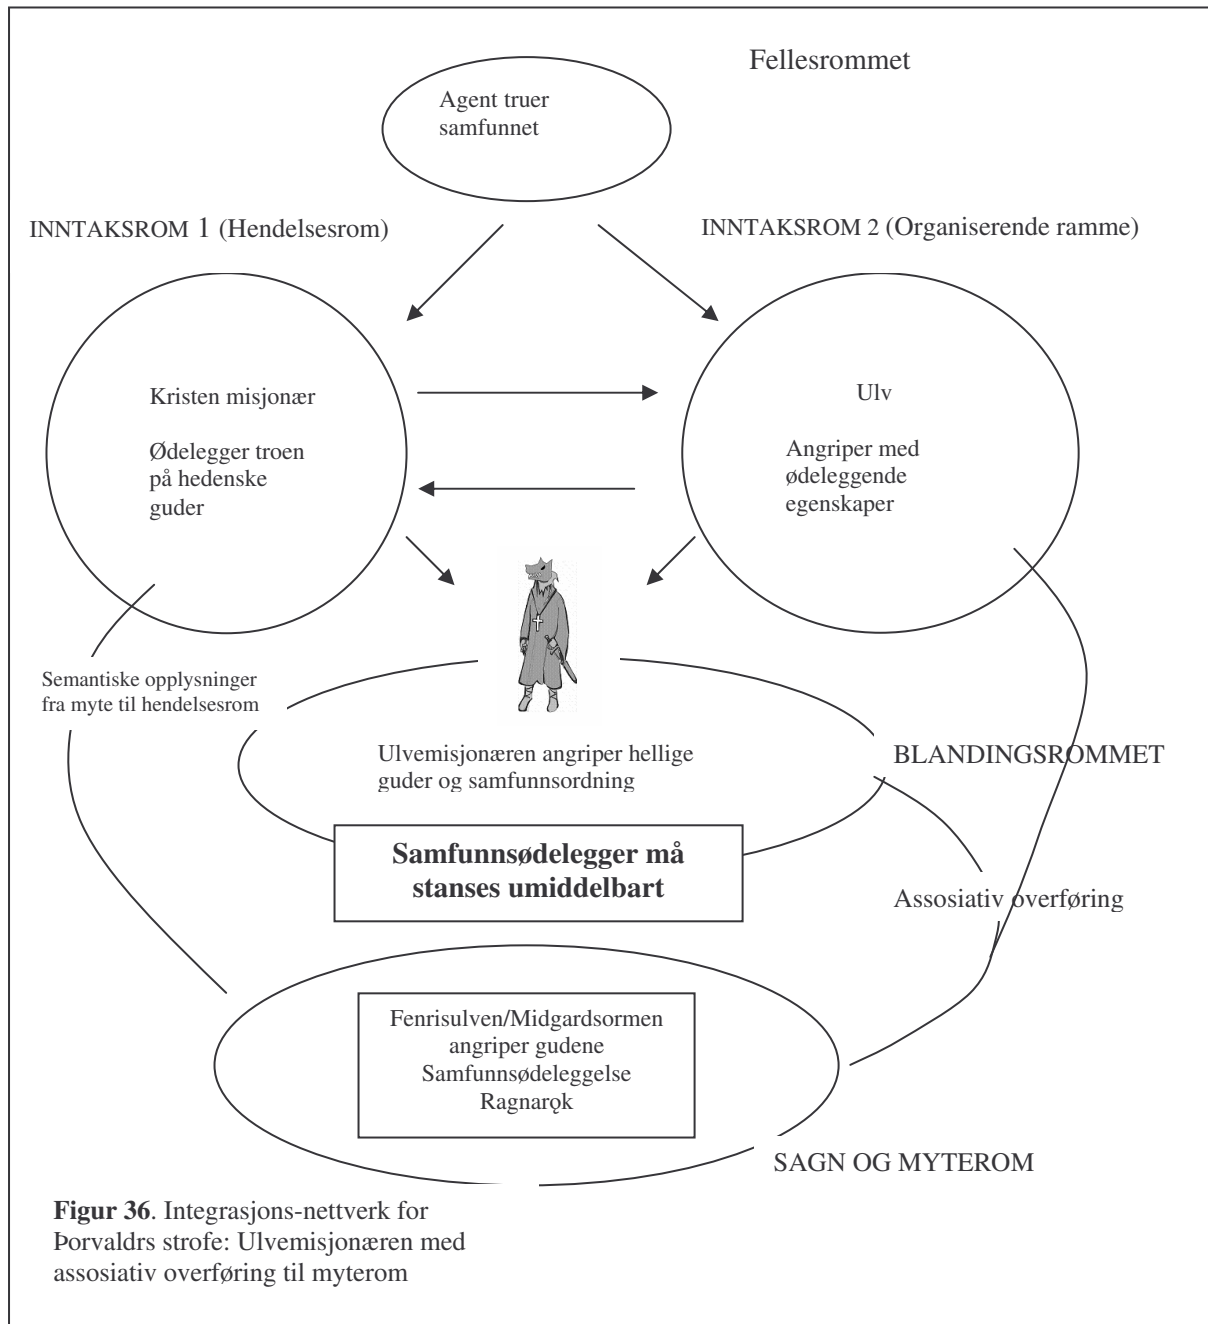 Fellesrommet
Agent truer
samfunnet
INNTAKSROM 1 (Hendelsesrom)
INNTAKSROM 2 (Organiserende ramme)
Kristen misjonær
Ødelegger troen
på hedenske
guder
Ulv
Angriper med
ødeleggende
egenskaper
Semantiske opplysninger
fra myte til hendelsesrom
Ulvemisjonæren angriper hellige
guder og samfunnsordning
BLANDINGSROMMET
Samfunnsødelegger må
stanses umiddelbart
Assosiativ overføring
Fenrisulven/Midgardsormen
angriper gudene
Samfunnsødeleggelse
Ragnarǫk
SAGN OG MYTEROM
Figur 36. Integrasjons-nettverk for
Þorvaldrs strofe: Ulvemisjonæren med
assosiativ overføring til myterom